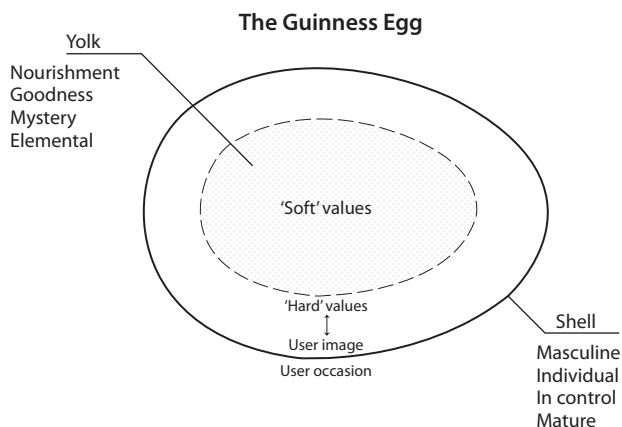 The Guinness Egg
Yolk
Nourishment
Goodness
Mystery
Elemental
‘Soft’ values
‘Hard’ values
User image
User occasion
Shell
Masculine
Individual
In control
Mature